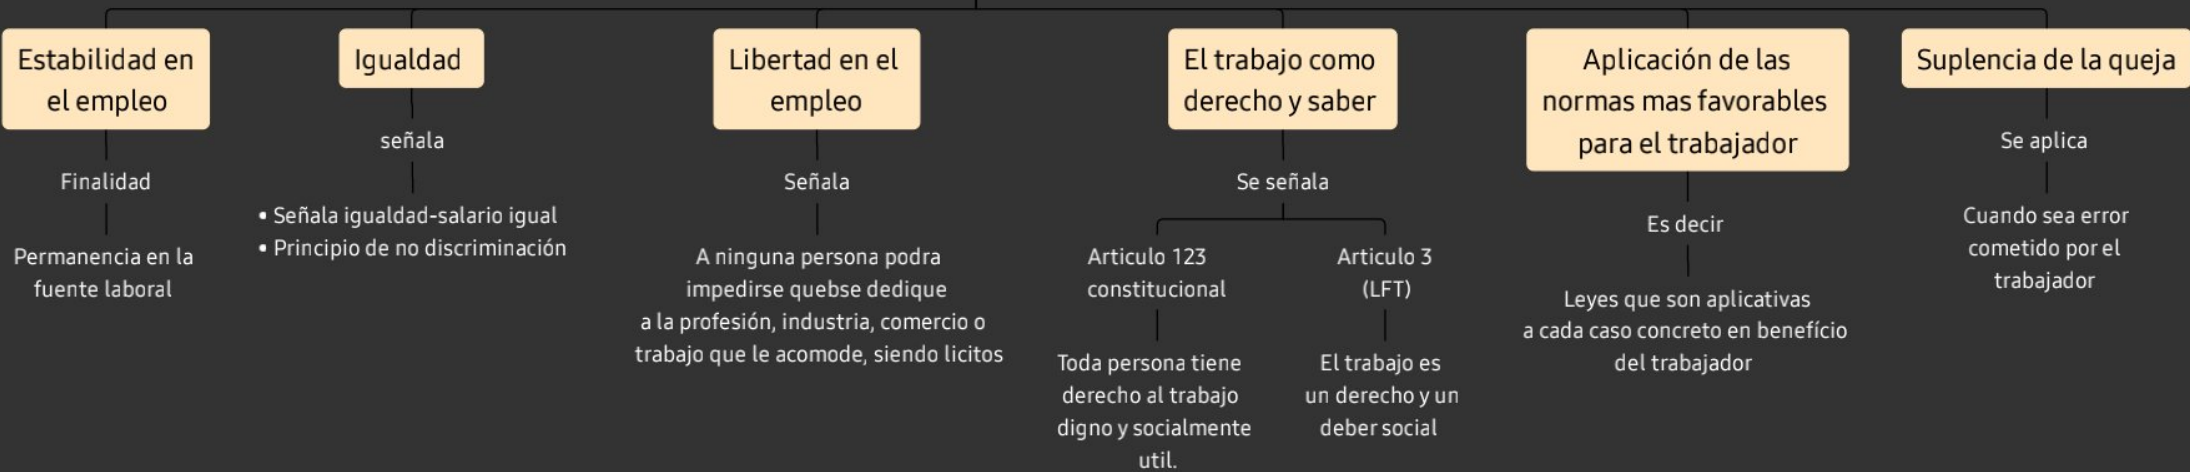 Estabilidad en
el empleo
Finalidad
Permanencia en la
fuente laboral
Igualdad
señala
• Señala igualdad-salario igual
• Principio de no discriminación
Libertad en el
empleo
Señala
A ninguna persona podra
impedirse quebse dedique
a la profesión, industria, comercio o
trabajo que le acomode, siendo licitos
El trabajo como
derecho y saber
Se señala
Articulo 123
constitucional
Toda persona tiene
derecho al trabajo
digno y socialmente
util.
Articulo 3
(LFT)
El trabajo es
un derecho y un
deber social
Aplicación de las
normas mas favorables
para el trabajador
Es decir
Leyes que son aplicativas
a cada caso concreto en benefício
del trabajador
Suplencia de la queja
Se aplica
Cuando sea error
cometido por el
trabajador